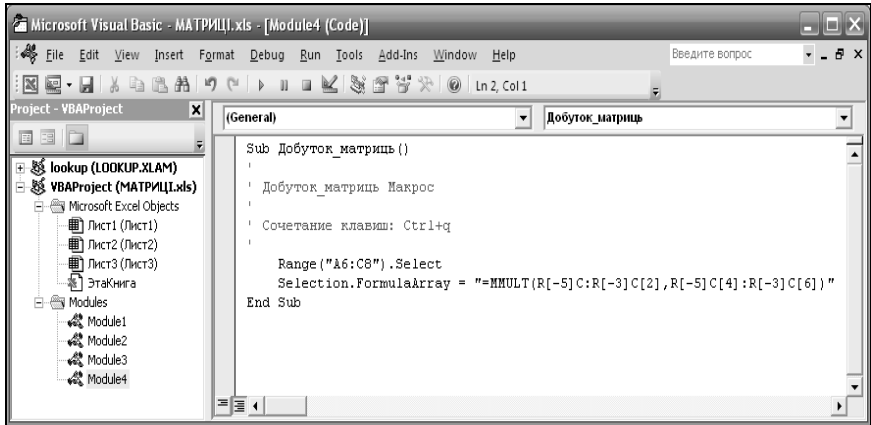 Microsoft Visual Basic - МАТРИЦІ.xls - [Module4 (Code)]
File Edit View Insert Format Debug Run Tools Add-Ins Window Help
Введите вопрос
Ln 2, Col 1
Project - VBAProject
(General)
Добуток_матриць
lookup (LOOKUP.XLAM)
VBAProject (МАТРИЦІ.xls)
Microsoft Excel Objects
Лист1 (Лист1)
Лист2 (Лист2)
Лист3 (Лист3)
ЭтаКнига
Modules
Module1
Module2
Module3
Module4
Sub Добуток_матриць()
'
' Добуток_матриць Макрос
'
' Сочетание клавиш: Ctrl+q
'
Range("A6:C8").Select
Selection.FormulaArray = "=MMULT(R[-5]C:R[-3]C[2],R[-5]C[4]:R[-3]C[6])"
End Sub